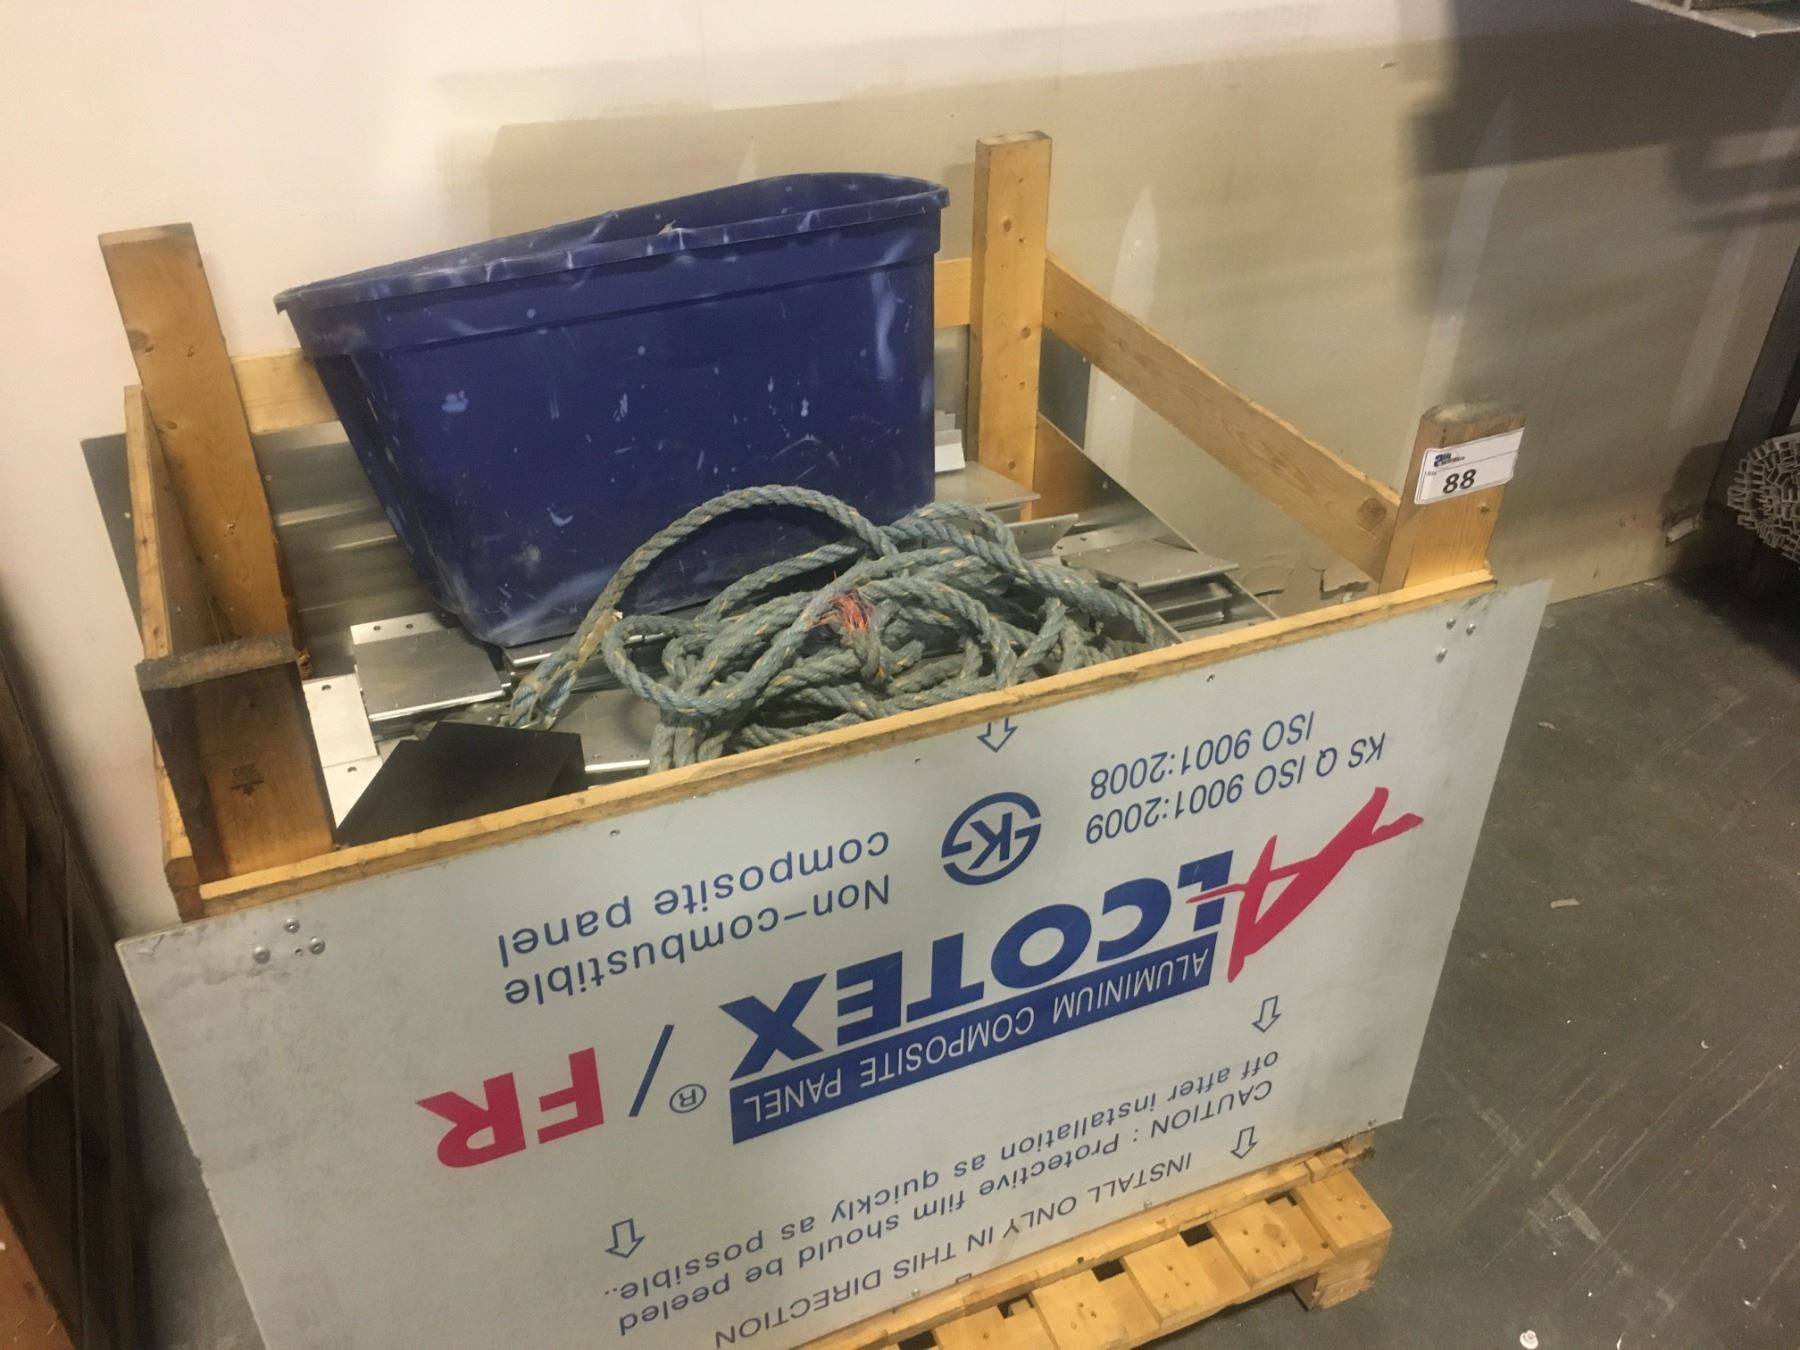 88
INSTALL ONLY IN THIS DIRECTION
CAUTION : Protective film should be peeled
off after installation as quickly as possible..
ALUMINIUM COMPOSITE PANEL
ALCOTEX ® / FR
KS Q ISO 9001:2009
ISO 9001:2008
K
Non-combustible
composite panel